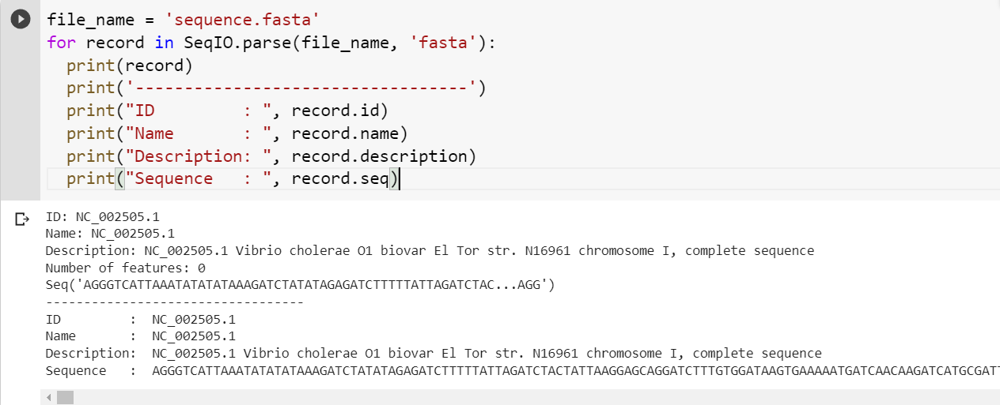 file_name = 'sequence.fasta'
for record in SeqIO.parse(file_name, 'fasta'):
  print(record)
  print('----------------------------------')
  print("ID         : ", record.id)
  print("Name       : ", record.name)
  print("Description: ", record.description)
  print("Sequence   : ", record.seq)
ID: NC_002505.1
Name: NC_002505.1
Description: NC_002505.1 Vibrio cholerae O1 biovar El Tor str. N16961 chromosome I, complete sequence
Number of features: 0
Seq('AGGGTCATTAAATATATATAAAGATCTATATAGAGATCTTTTTATTAGATCTAC...AGG')
----------------------------------
ID         :  NC_002505.1
Name       :  NC_002505.1
Description:  NC_002505.1 Vibrio cholerae O1 biovar El Tor str. N16961 chromosome I, complete sequence
Sequence   :  AGGGTCATTAAATATATATAAAGATCTATATAGAGATCTTTTTATTAGATCTACTATTAAGGAGCAGGATCTTTGTGGATAAGTGAAAAATGATCAACAAGATCATGCGATT